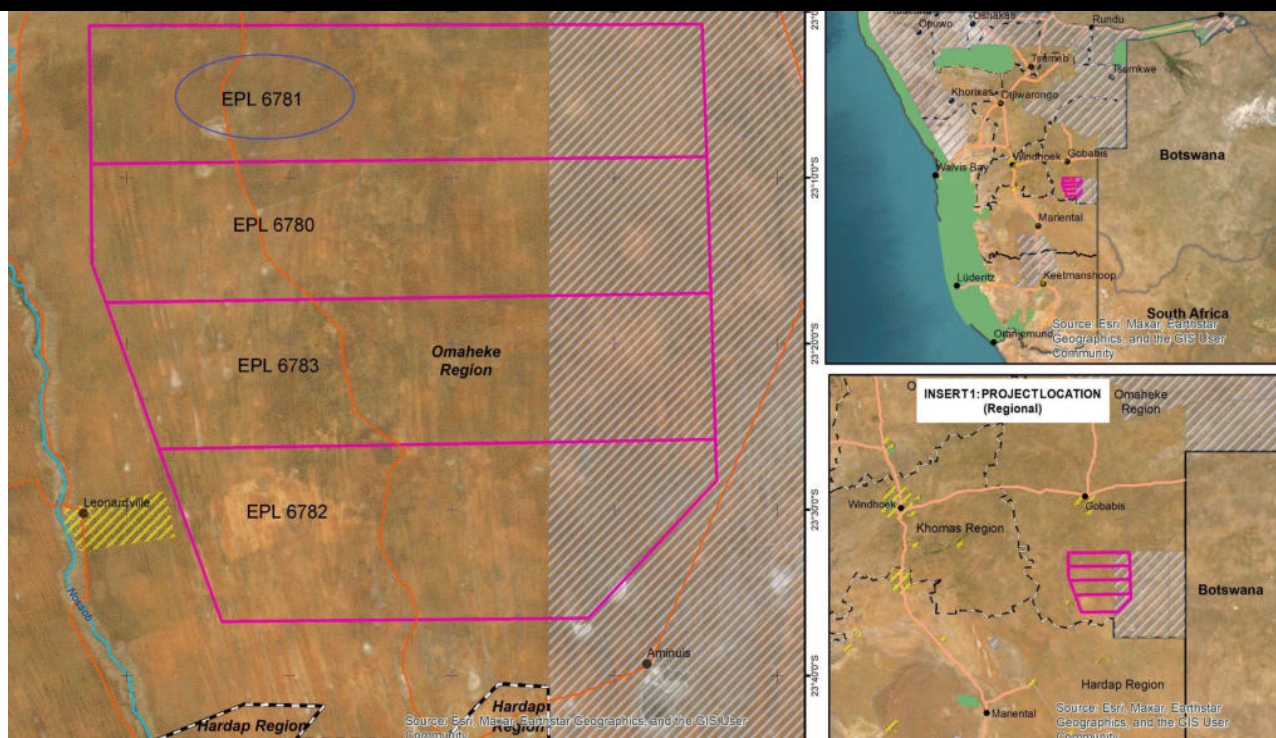 EPL 6781
EPL 6780
EPL 6783
Omaheke
Region
EPL 6782
Leonardville
Nossob
Aminuis
Hardap Region
Hardap
Region
Source: Esri, Maxar, Earthstar Geographics, and the GIS User
Community
23°10'0"S
23°20'0"S
23°30'0"S
23°40'0"S
Opuwo
Oshakati
Rundu
Tsumeb
Tsumkwe
Khorixas
Otjiwarongo
Botswana
Windhoek
Gobabis
Walvis Bay
Mariental
Lüderitz
Keetmanshoop
South Africa
Oranjemund
Source: Esri, Maxar, Earthstar
Geographics, and the GIS User
Community
INSERT1: PROJECT LOCATION
(Regional)
Omaheke
Region
Windhoek
Gobabis
Khomas Region
Botswana
Hardap Region
Mariental
Source: Esri, Maxar, Earthstar
Geographics, and the GIS User
Community